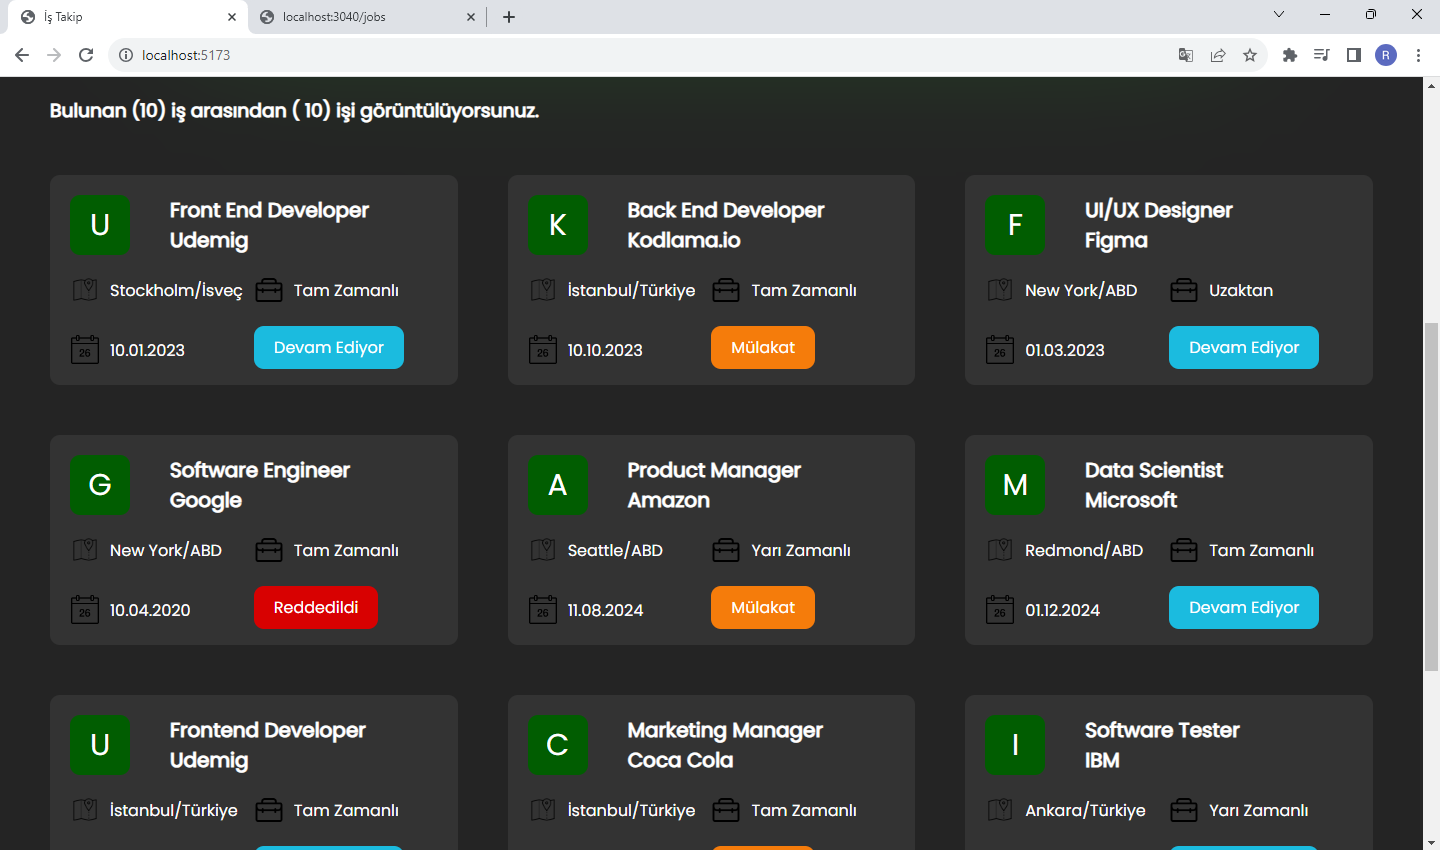 İş Takip
localhost:3040/jobs
localhost:5173
R
Bulunan (10) iş arasından ( 10) işi görüntülüyorsunuz.
U
Front End Developer
Udemig
Stockholm/İsveç
Tam Zamanlı
26
10.01.2023
Devam Ediyor
K
Back End Developer
Kodlama.io
İstanbul/Türkiye
Tam Zamanlı
26
10.10.2023
Mülakat
F
UI/UX Designer
Figma
New York/ABD
Uzaktan
26
01.03.2023
Devam Ediyor
G
Software Engineer
Google
New York/ABD
Tam Zamanlı
26
10.04.2020
Reddedildi
A
Product Manager
Amazon
Seattle/ABD
Yarı Zamanlı
26
11.08.2024
Mülakat
M
Data Scientist
Microsoft
Redmond/ABD
Tam Zamanlı
26
01.12.2024
Devam Ediyor
U
Frontend Developer
Udemig
İstanbul/Türkiye
Tam Zamanlı
C
Marketing Manager
Coca Cola
İstanbul/Türkiye
Tam Zamanlı
I
Software Tester
IBM
Ankara/Türkiye
Yarı Zamanlı